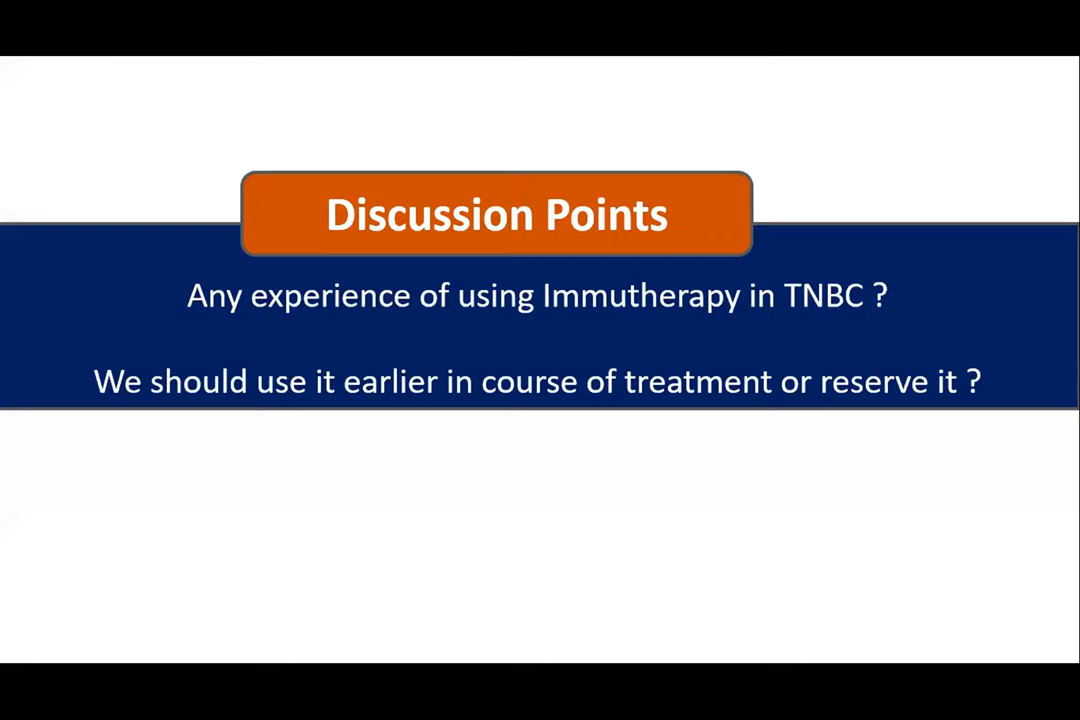 Discussion Points
Any experience of using Immutherapy in TNBC ?
We should use it earlier in course of treatment or reserve it ?